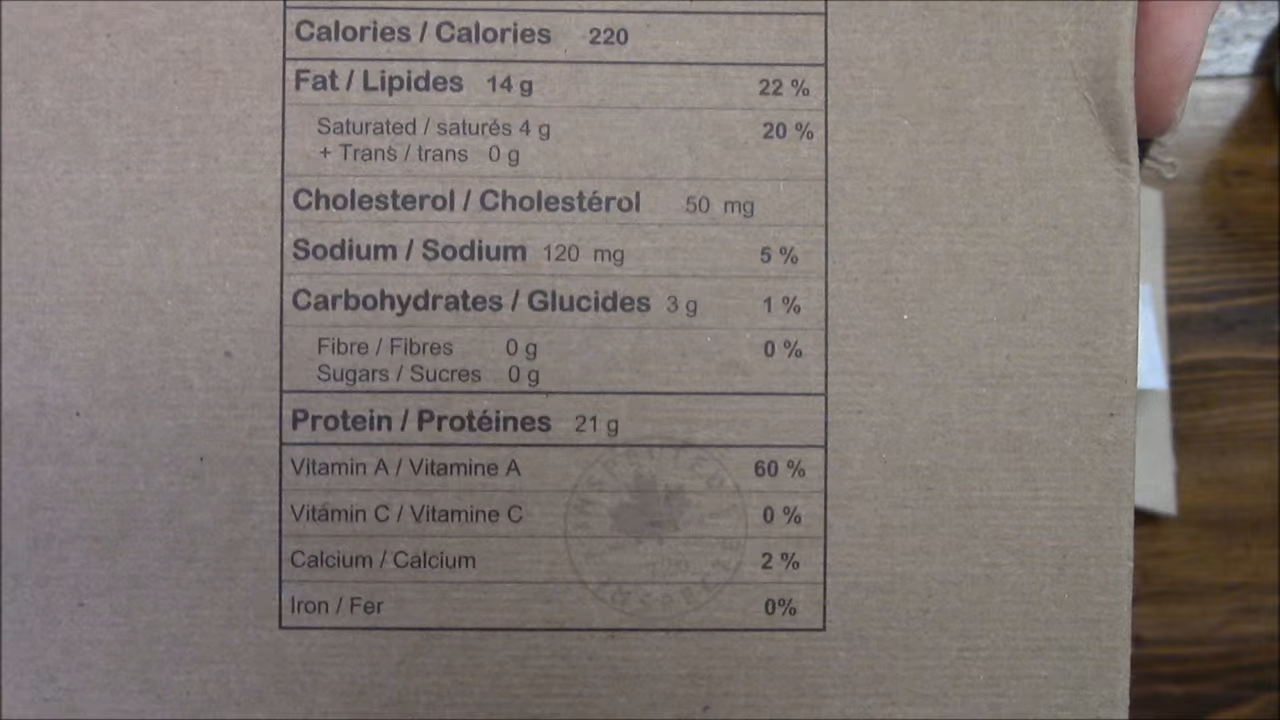 Calories / Calories 220
Fat / Lipides 14 g 22 %
Saturated / saturés 4 g 20 %
+ Trans / trans 0 g
Cholesterol / Cholestérol 50 mg
Sodium / Sodium 120 mg 5 %
Carbohydrates / Glucides 3 g 1 %
Fibre / Fibres 0 g 0 %
Sugars / Sucres 0 g
Protein / Protéines 21 g
Vitamin A / Vitamine A 60 %
Vitamin C / Vitamine C 0 %
Calcium / Calcium 2 %
Iron / Fer 0%